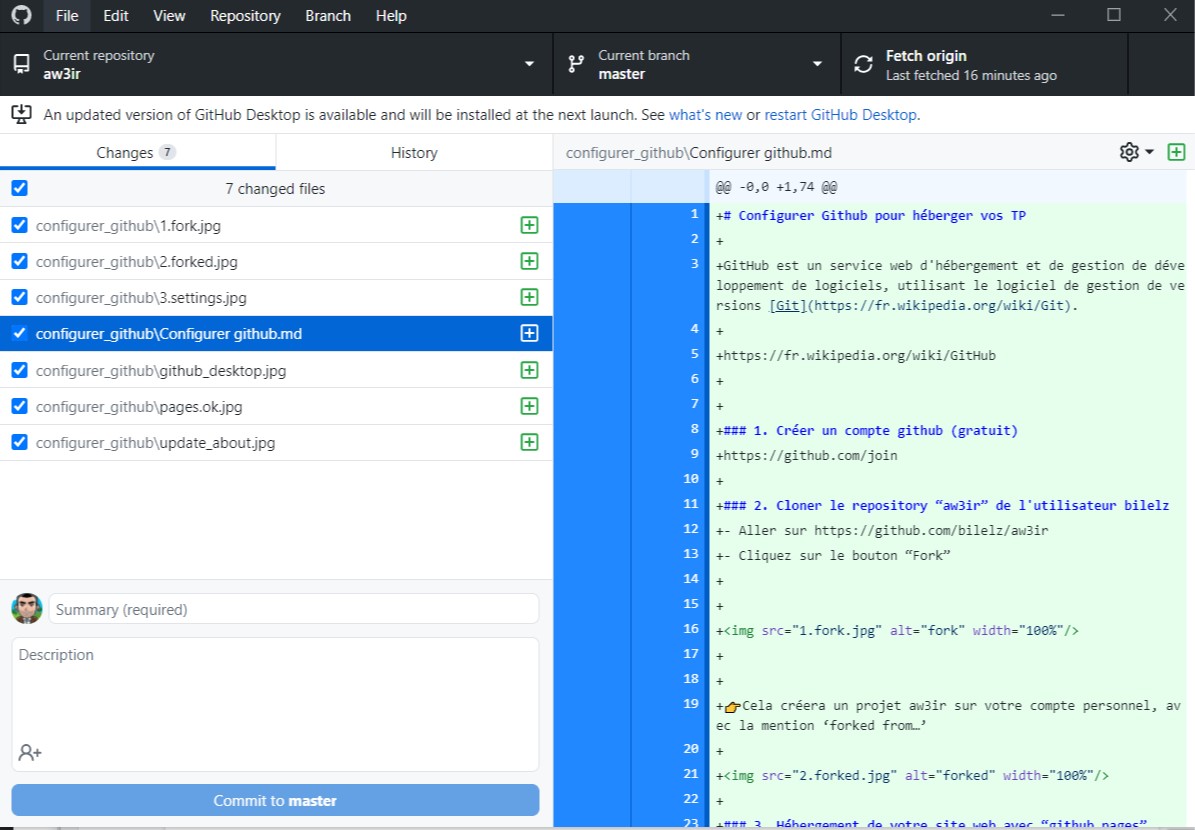 File Edit View Repository Branch Help
Current repository
aw3ir
Current branch
master
Fetch origin
Last fetched 16 minutes ago
An updated version of GitHub Desktop is available and will be installed at the next launch. See what's new or restart GitHub Desktop.
Changes 7
History
7 changed files
configurer_github\1.fork.jpg
configurer_github\2.forked.jpg
configurer_github\3.settings.jpg
configurer_github\Configurer github.md
configurer_github\github_desktop.jpg
configurer_github\pages.ok.jpg
configurer_github\update_about.jpg
Summary (required)
Description
Commit to master
configurer_github\Configurer github.md
@@ -0,0 +1,74 @@
1 +# Configurer Github pour héberger vos TP
2 +
3 +GitHub est un service web d'hébergement et de gestion de déve
loppement de logiciels, utilisant le logiciel de gestion de ve
rsions [Git](https://fr.wikipedia.org/wiki/Git).
4 +
5 +https://fr.wikipedia.org/wiki/GitHub
6 +
7 +
8 +### 1. Créer un compte github (gratuit)
9 +https://github.com/join
10 +
11 +### 2. Cloner le repository “aw3ir” de l'utilisateur bilelz
12 +- Aller sur https://github.com/bilelz/aw3ir
13 +- Cliquez sur le bouton “Fork”
14 +
15 +
16 +<img src="1.fork.jpg" alt="fork" width="100%"/>
17 +
18 +
19 +👉Cela créera un projet aw3ir sur votre compte personnel, av
ec la mention ‘forked from…’
20 +
21 +<img src="2.forked.jpg" alt="forked" width="100%"/>
22 +
23 +### 3. Hébergement de votre site web avec “github pages”